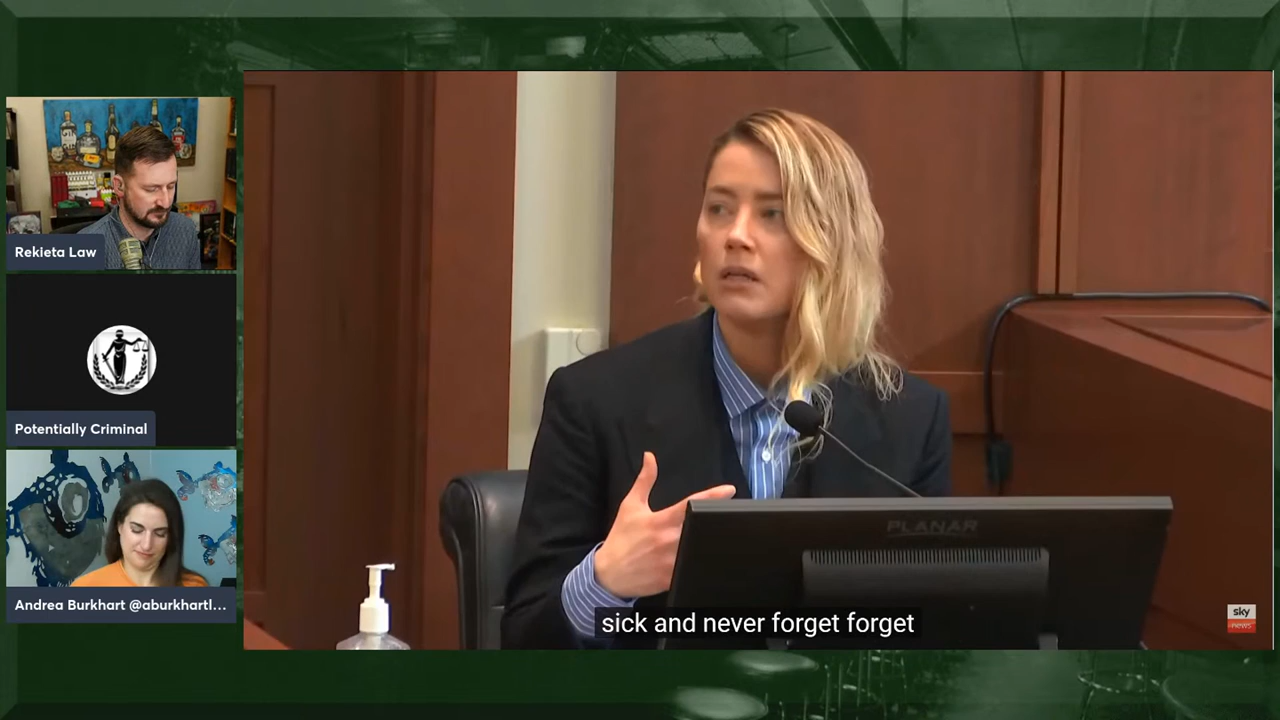 Rekieta Law
Potentially Criminal
Andrea Burkhart @aburkhartl...
PLANAR
sick and never forget forget
sky
news